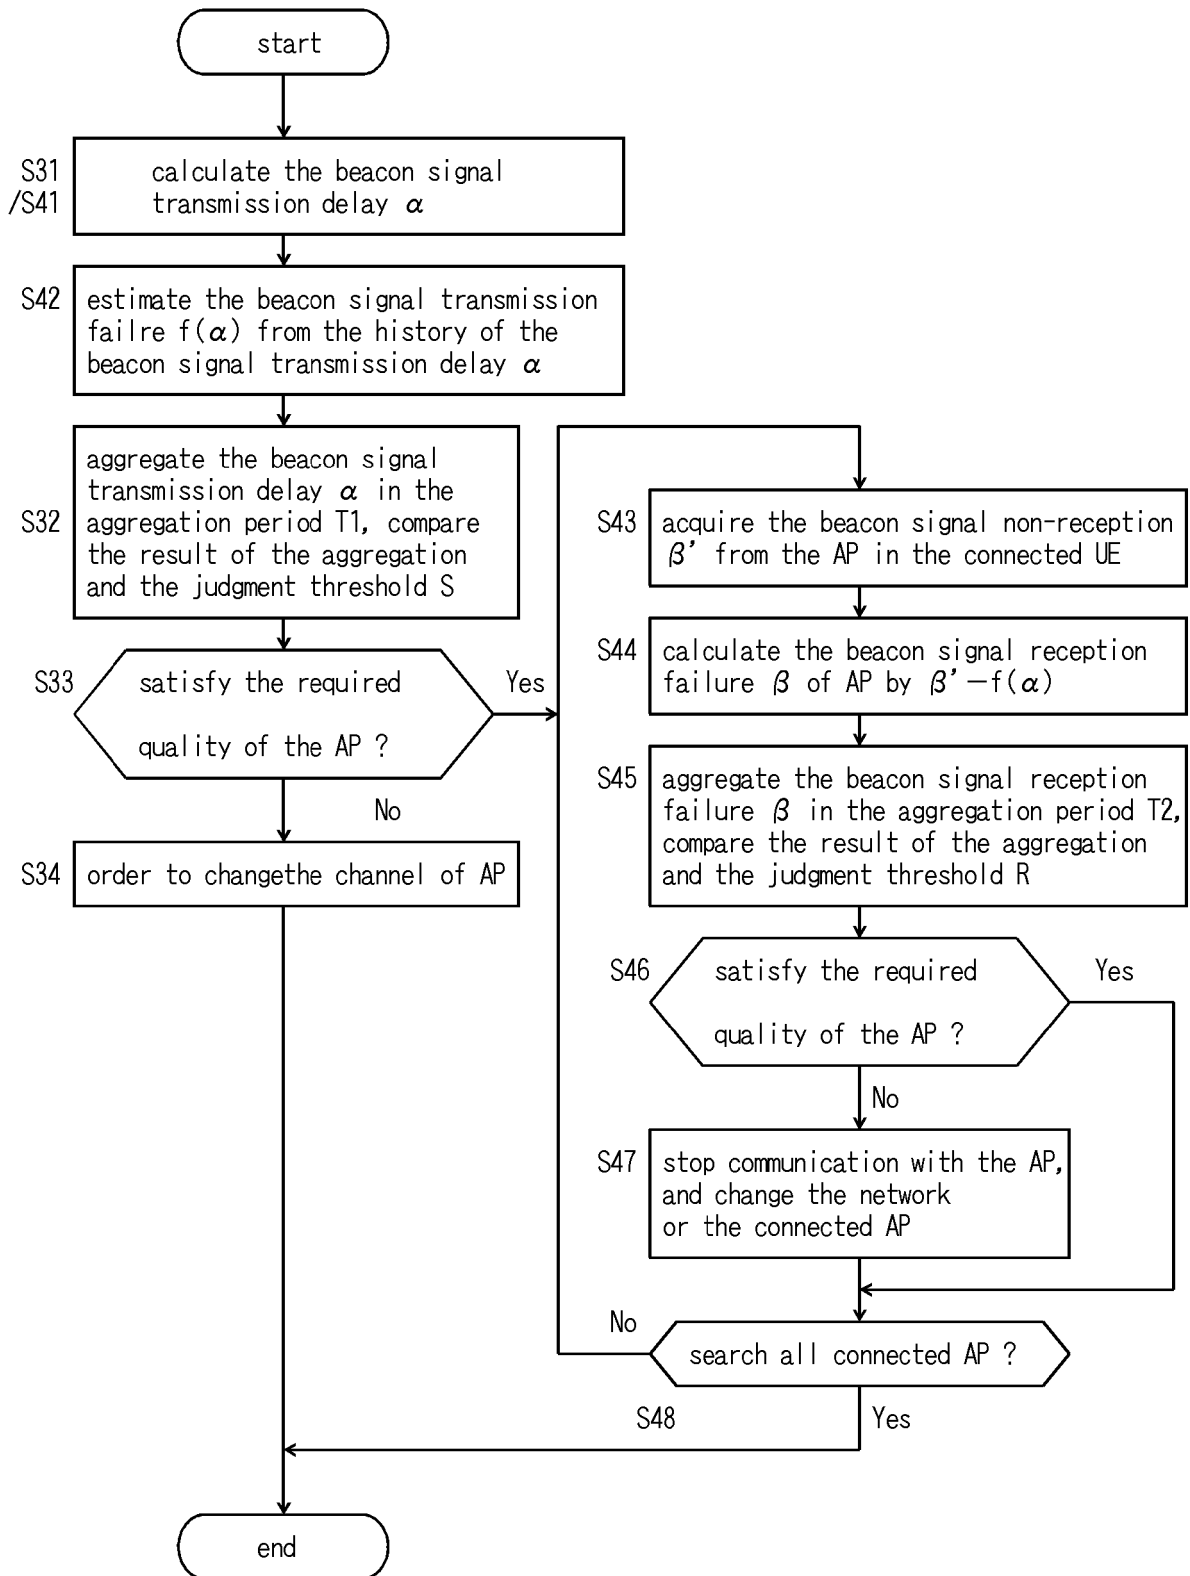 start
S31
/S41
calculate the beacon signal
transmission delay α
S42
estimate the beacon signal transmission
failre f(α) from the history of the
beacon signal transmission delay α
S32
aggregate the beacon signal
transmission delay α in the
aggregation period T1, compare
the result of the aggregation
and the judgment threshold S
S33
satisfy the required
quality of the AP ?
Yes
No
S34
order to changethe channel of AP
S43
acquire the beacon signal non-reception
β’ from the AP in the connected UE
S44
calculate the beacon signal reception
failure β of AP by β’−f(α)
S45
aggregate the beacon signal reception
failure β in the aggregation period T2,
compare the result of the aggregation
and the judgment threshold R
S46
satisfy the required
quality of the AP ?
Yes
No
S47
stop communication with the AP,
and change the network
or the connected AP
No
search all connected AP ?
S48
Yes
end